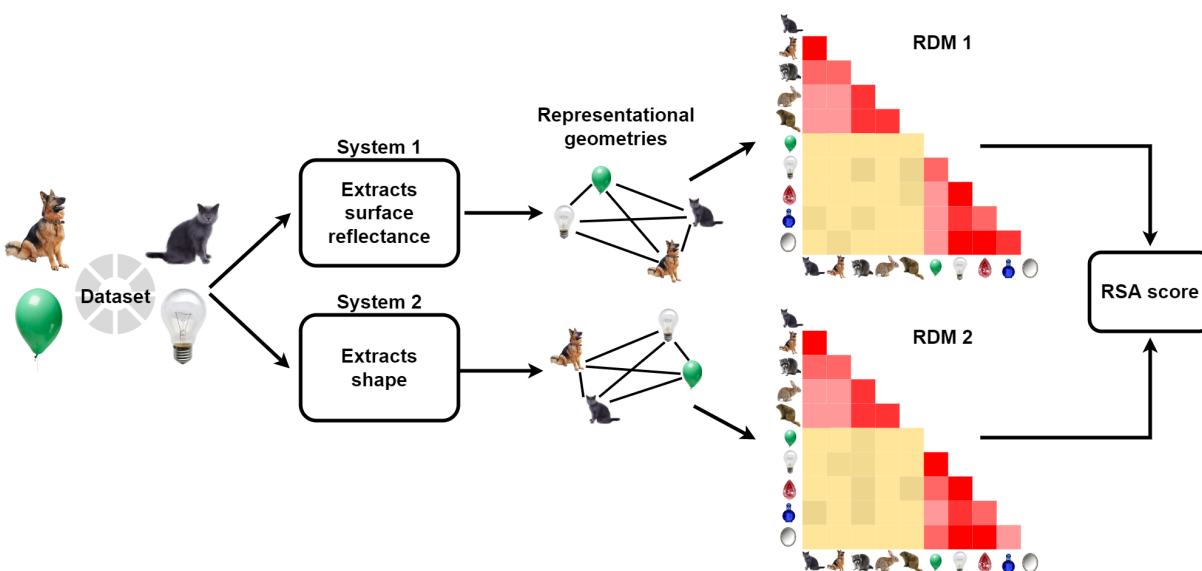 RDM 1
Representational
geometries
System 1
Extracts
surface
reflectance
Dataset
RSA score
System 2
Extracts
shape
RDM 2